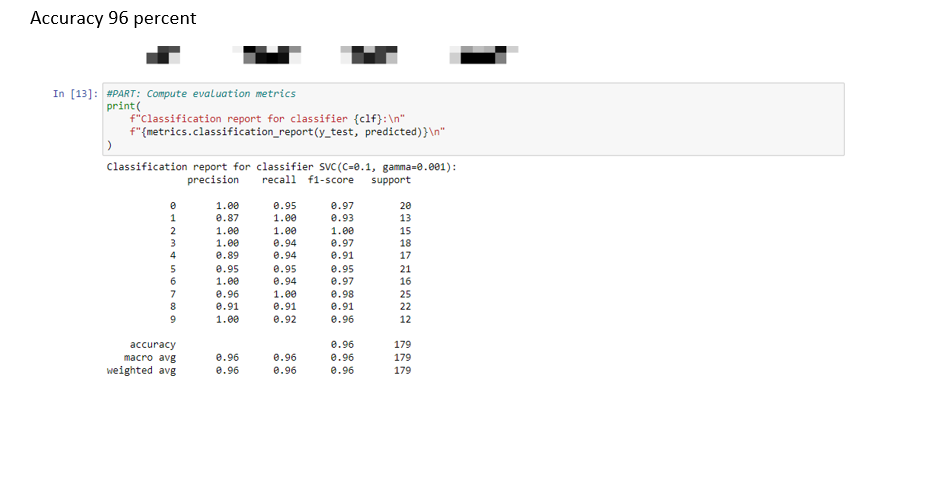 Accuracy 96 percent
In [13]: #PART: Compute evaluation metrics
print(
f"Classification report for classifier {clf}:\n"
f"{metrics.classification_report(y_test, predicted)}\n"
)
Classification report for classifier SVC(C=0.1, gamma=0.001):
precision recall f1-score support
0 1.00 0.95 0.97 20
1 0.87 1.00 0.93 13
2 1.00 1.00 1.00 15
3 1.00 0.94 0.97 18
4 0.89 0.94 0.91 17
5 0.95 0.95 0.95 21
6 1.00 0.94 0.97 16
7 0.96 1.00 0.98 25
8 0.91 0.91 0.91 22
9 1.00 0.92 0.96 12
accuracy 0.96 179
macro avg 0.96 0.96 0.96 179
weighted avg 0.96 0.96 0.96 179